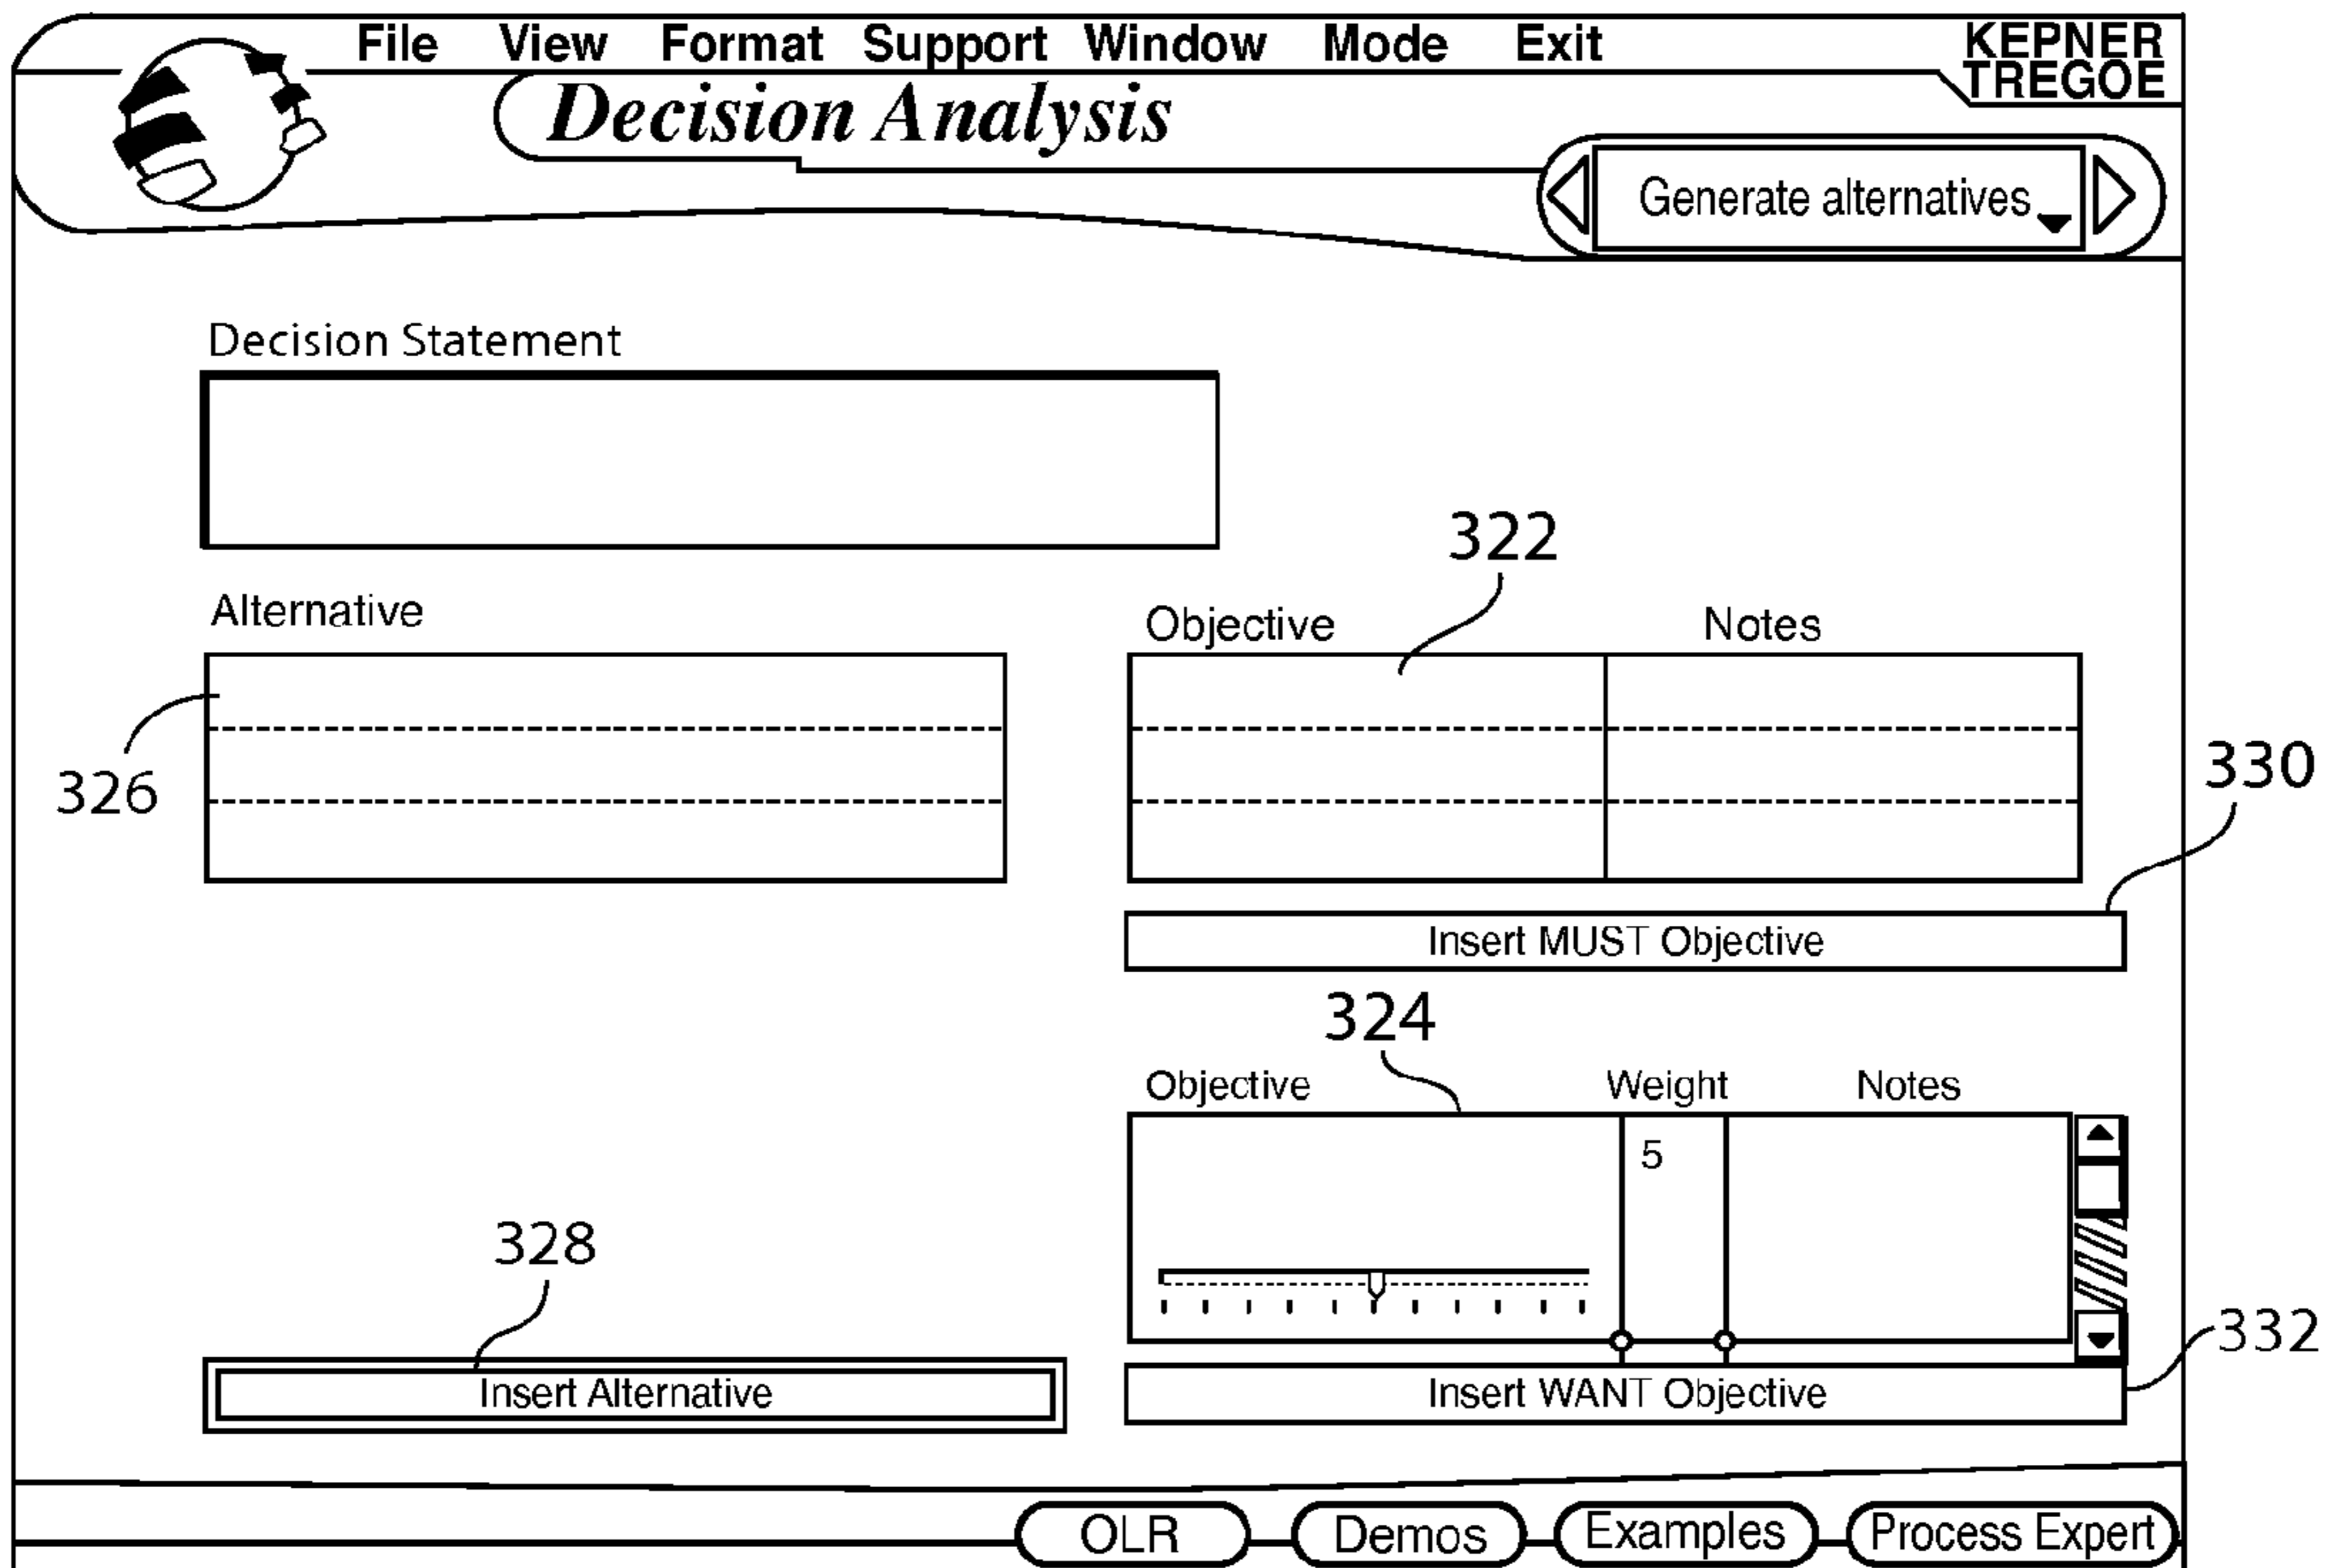 File View Format Support Window Mode Exit
KEPNER
TREGOE
Decision Analysis
Generate alternatives
Decision Statement
322
Alternative
Objective Notes
326
330
Insert MUST Objective
324
Objective Weight Notes
5
328
332
Insert Alternative
Insert WANT Objective
OLR Demos Examples Process Expert